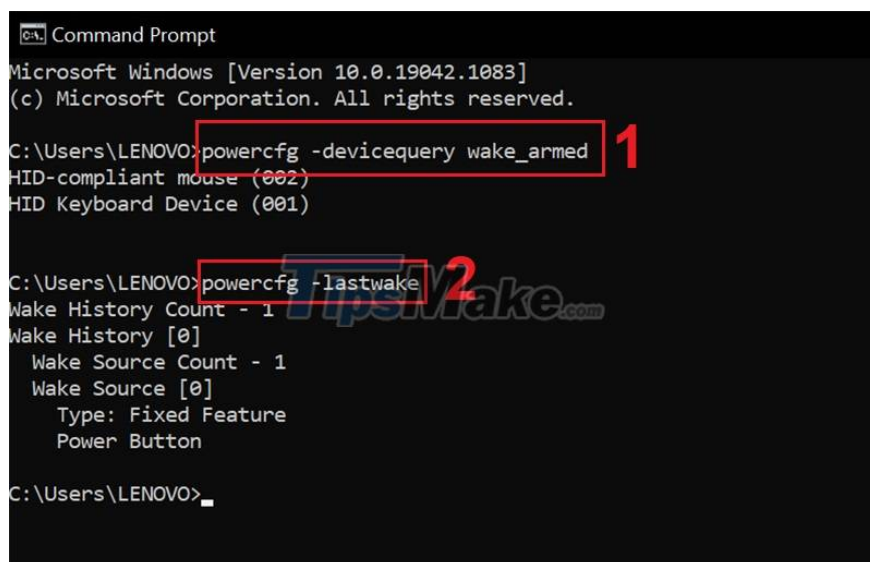 Command Prompt
Microsoft Windows [Version 10.0.19042.1083]
(c) Microsoft Corporation. All rights reserved.
C:\Users\LENOVO>powercfg -devicequery wake_armed 1
HID-compliant mouse (002)
HID Keyboard Device (001)
C:\Users\LENOVO>powercfg -lastwake 2
TipsMake.com
Wake History Count - 1
Wake History [0]
Wake Source Count - 1
Wake Source [0]
Type: Fixed Feature
Power Button
C:\Users\LENOVO>